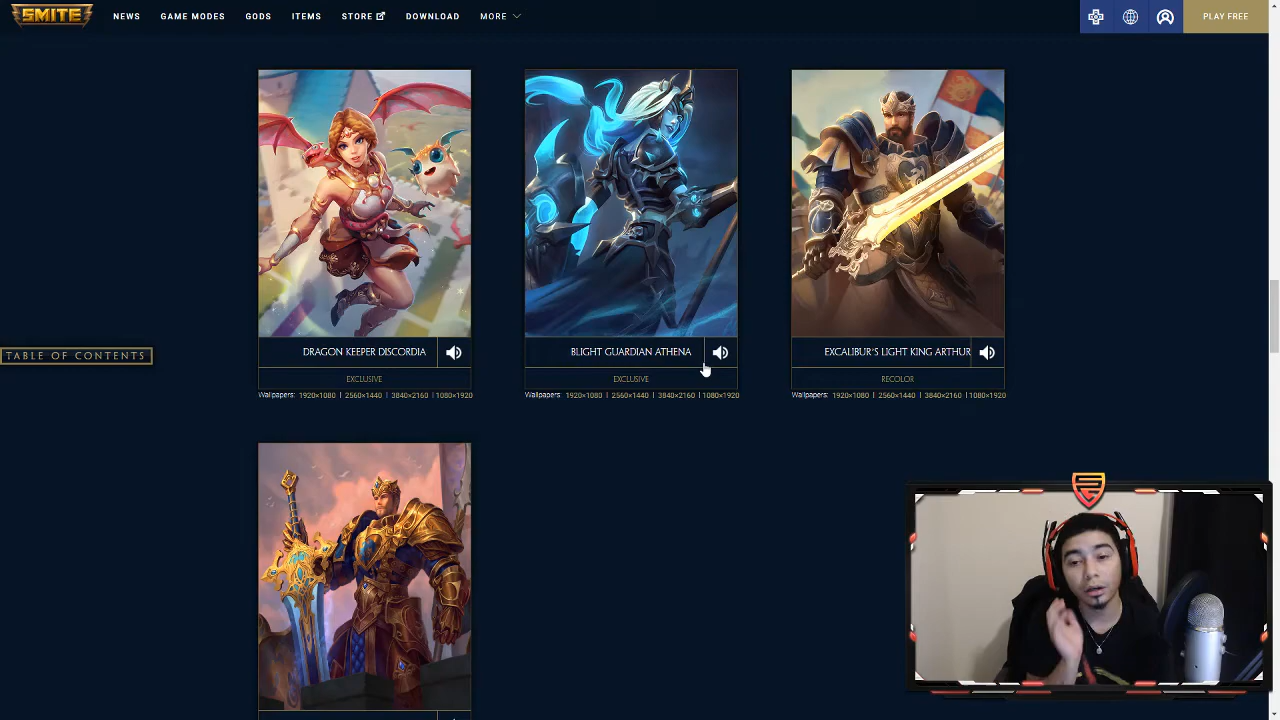 SMITE
NEWS GAME MODES GODS ITEMS STORE DOWNLOAD MORE PLAY FREE
TABLE OF CONTENTS
DRAGON KEEPER DISCORDIA
EXCLUSIVE
Wallpapers: 1920×1080 | 2560×1440 | 3840×2160 | 1080×1920
BLIGHT GUARDIAN ATHENA
EXCLUSIVE
Wallpapers: 1920×1080 | 2560×1440 | 3840×2160 | 1080×1920
EXCALIBUR'S LIGHT KING ARTHUR
RECOLOR
Wallpapers: 1920×1080 | 2560×1440 | 3840×2160 | 1080×1920